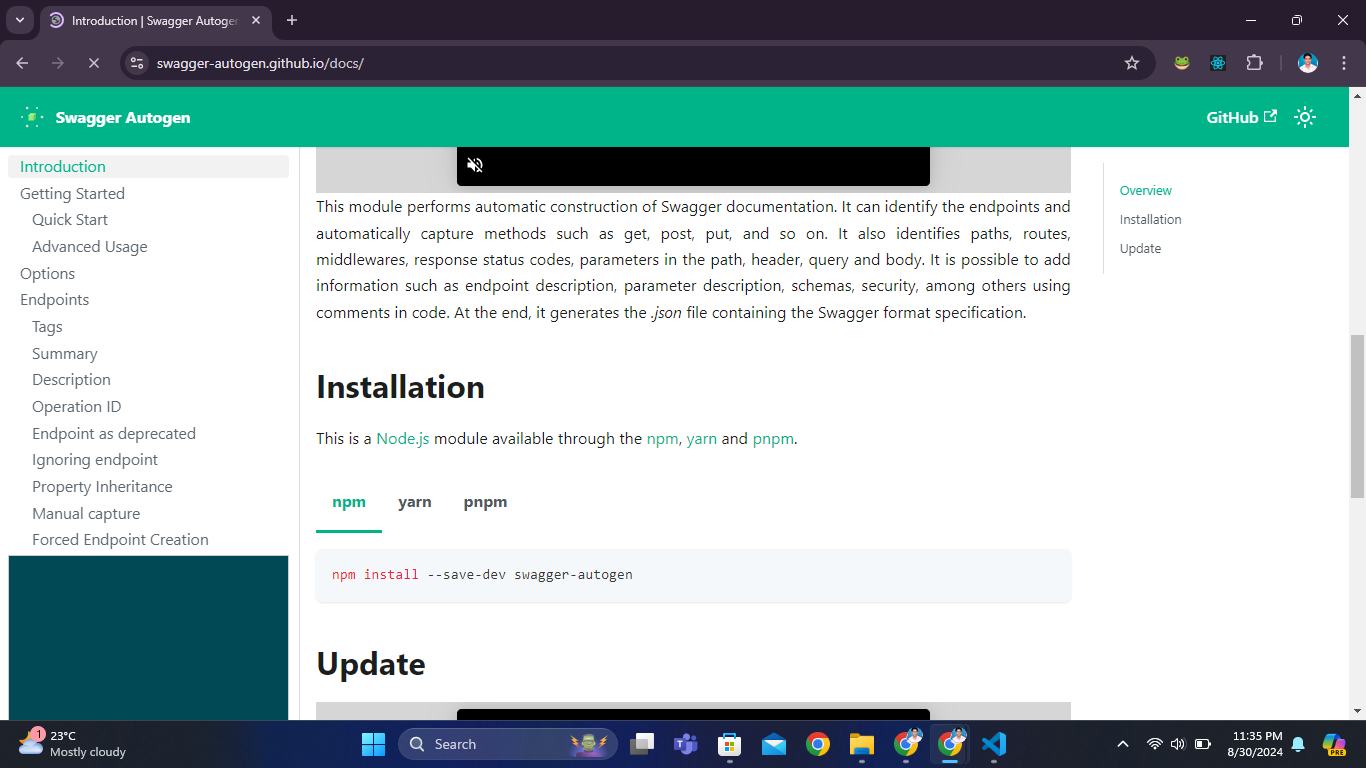 Introduction | Swagger Autogen
swagger-autogen.github.io/docs/
Swagger Autogen
GitHub
Introduction
Getting Started
Quick Start
Advanced Usage
Options
Endpoints
Tags
Summary
Description
Operation ID
Endpoint as deprecated
Ignoring endpoint
Property Inheritance
Manual capture
Forced Endpoint Creation
This module performs automatic construction of Swagger documentation. It can identify the endpoints and
automatically capture methods such as get, post, put, and so on. It also identifies paths, routes,
middlewares, response status codes, parameters in the path, header, query and body. It is possible to add
information such as endpoint description, parameter description, schemas, security, among others using
comments in code. At the end, it generates the .json file containing the Swagger format specification.
Installation
This is a Node.js module available through the npm, yarn and pnpm.
npm yarn pnpm
npm install --save-dev swagger-autogen
Update
Overview
Installation
Update
1
23°C
Mostly cloudy
Search
11:35 PM
8/30/2024
PRE